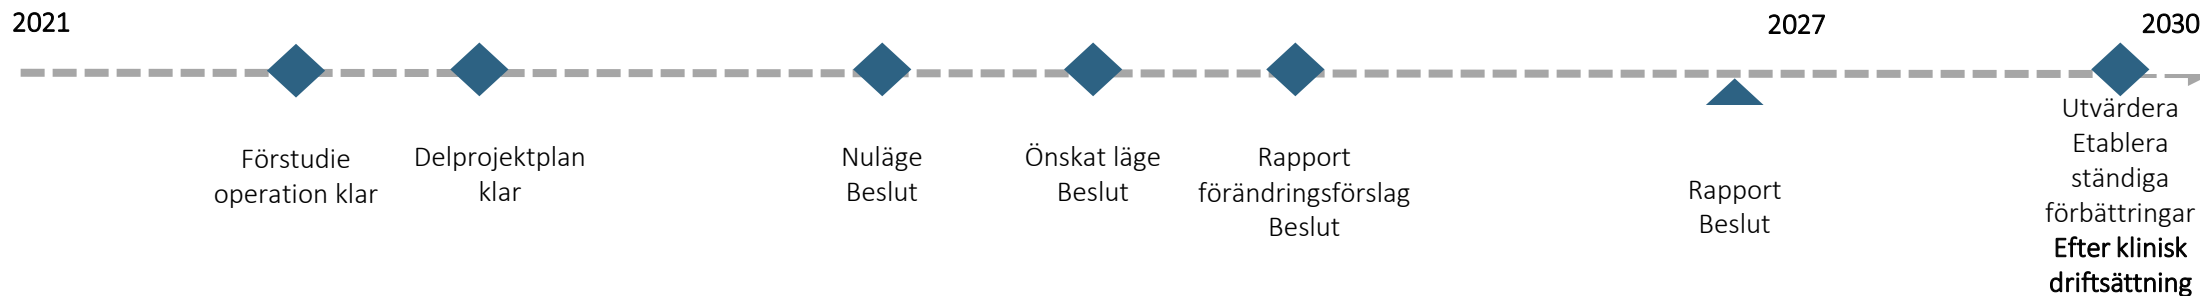 2021
2027
2030
Förstudie
operation klar
Delprojektplan
klar
Nuläge
Beslut
Önskat läge
Beslut
Rapport
förändringsförslag
Beslut
Rapport
Beslut
Utvärdera
Etablera
ständiga
förbättringar
Efter klinisk
driftsättning